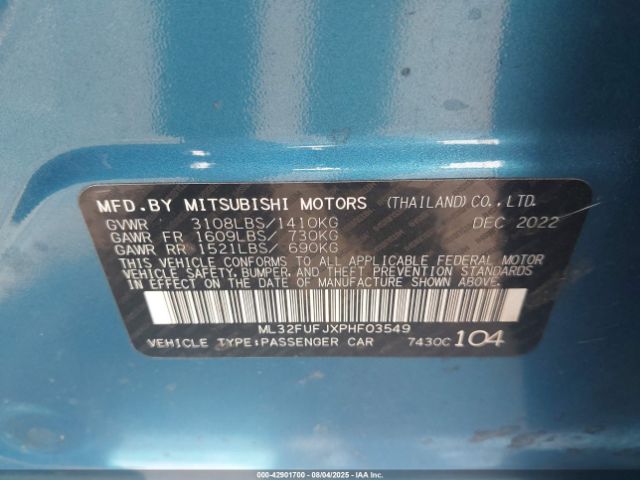 MFD.BY MITSUBISHI MOTORS (THAILAND) CO.,LTD.
GVWR 3108LBS/1410KG DEC 2022
GAWR FR 1609LBS/ 730KG
GAWR RR 1521LBS/ 690KG
THIS VEHICLE CONFORMS TO ALL APPLICABLE FEDERAL MOTOR
VEHICLE SAFETY, BUMPER, AND THEFT PREVENTION STANDARDS
IN EFFECT ON THE DATE OF MANUFACTURE SHOWN ABOVE.
ML32FUFJXPHF03549
VEHICLE TYPE:PASSENGER CAR 7430C 104
000-42901700 - 08/04/2025 - IAAI.COM